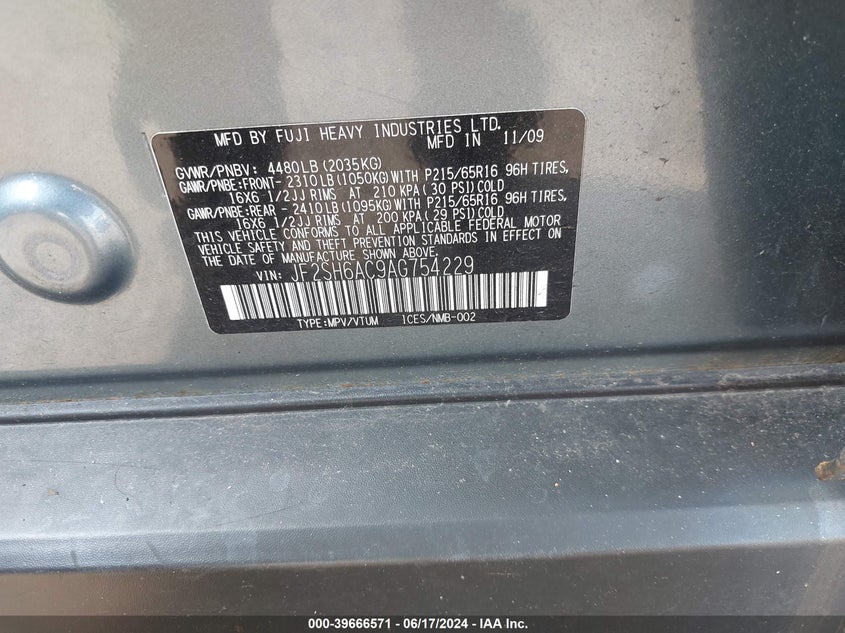 MFD BY FUJI HEAVY INDUSTRIES LTD.
MFD IN 11/09
GVWR/PNBV: 4480LB(2035KG)
GAWR/PNBE:FRONT- 2310LB(1050KG)WITH P215/65R16 96H TIRES,
16X6 1/2JJ RIMS AT 210 KPA(30 PSI)COLD
GAWR/PNBE:REAR - 2410LB(1095KG)WITH P215/65R16 96H TIRES,
16X6 1/2JJ RIMS AT 200 KPA(29 PSI)COLD
THIS VEHICLE CONFORMS TO ALL APPLICABLE FEDERAL MOTOR
VEHICLE SAFETY AND THEFT PREVENTION STANDARDS IN EFFECT ON
THE DATE OF MANUFACTURE SHOWN ABOVE.
VIN: JF2SH6AC9AG754229
TYPE:MPV/VTUM ICES/NMB-002
000-39666571 - 06/17/2024 - IAA Inc.